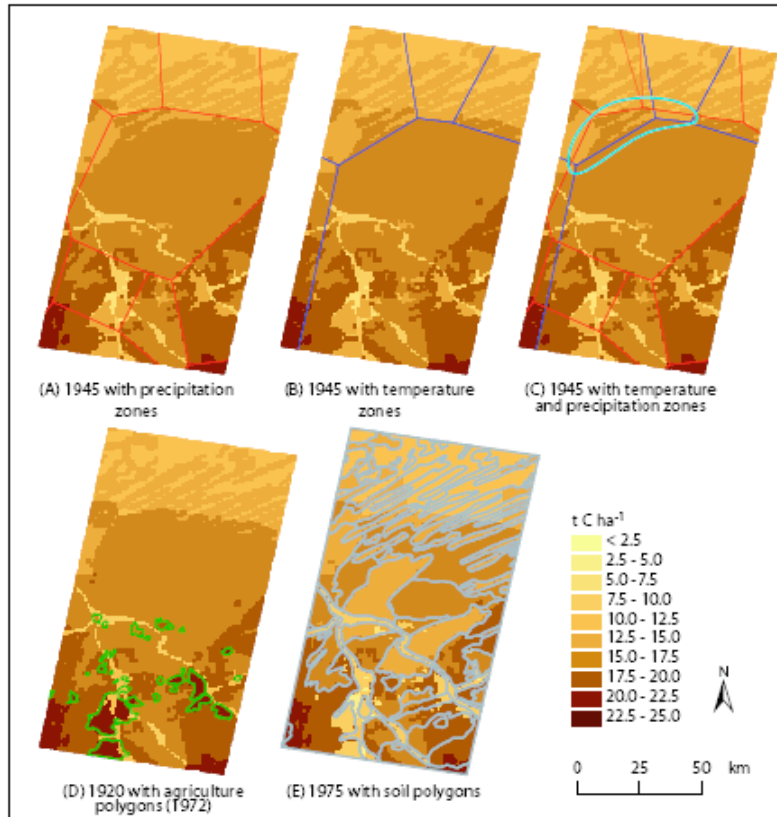 (A) 1945 with precipitation
zones
(B) 1945 with temperature
zones
(C) 1945 with temperature
and precipitation zones
(D) 1920 with agriculture
polygons (T972)
(E) 1975 with soil polygons
t C ha-1
< 2.5
2.5 - 5.0
5.0 -7.5
7.5 - 10.0
10.0 - 12.5
12.5 - 15.0
15.0 - 17.5
17.5 - 20.0
20.0 - 22.5
22.5 - 25.0
N
0 25 50 km